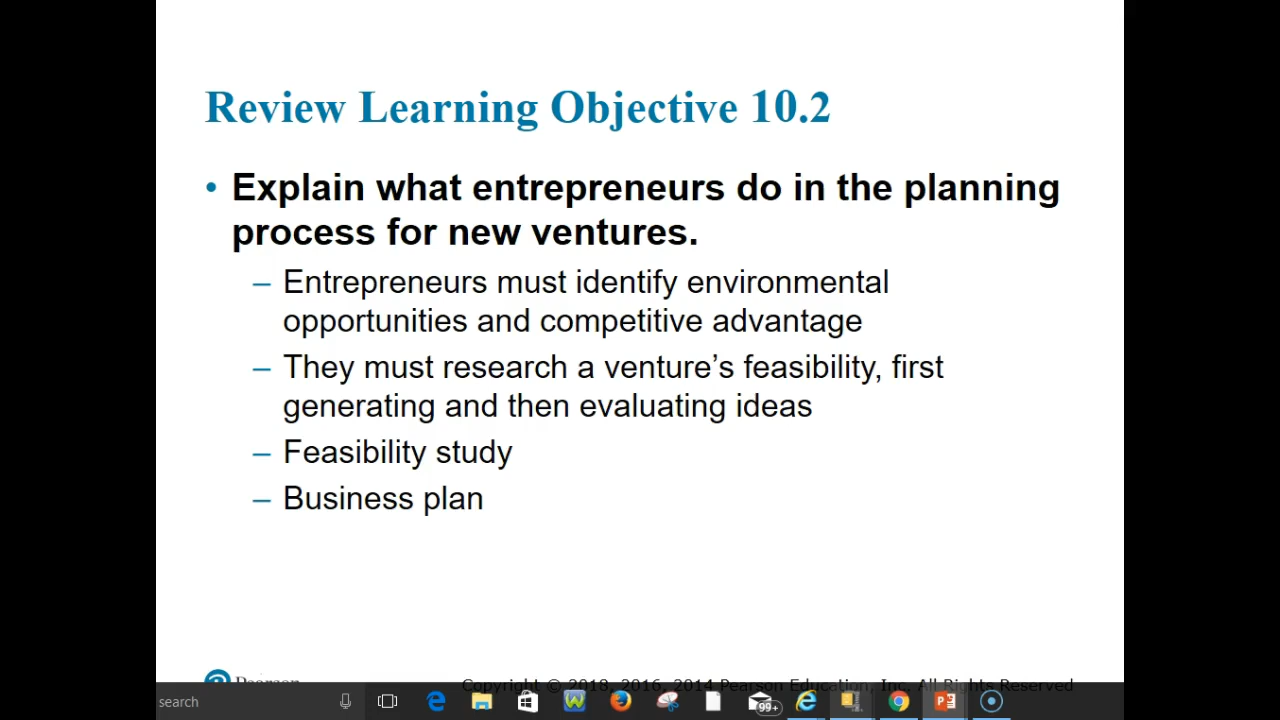 Review Learning Objective 10.2
• Explain what entrepreneurs do in the planning
process for new ventures.
– Entrepreneurs must identify environmental
opportunities and competitive advantage
– They must research a venture’s feasibility, first
generating and then evaluating ideas
– Feasibility study
– Business plan
Pearson
Copyright © 2018, 2016, 2014 Pearson Education, Inc. All Rights Reserved
search
99+